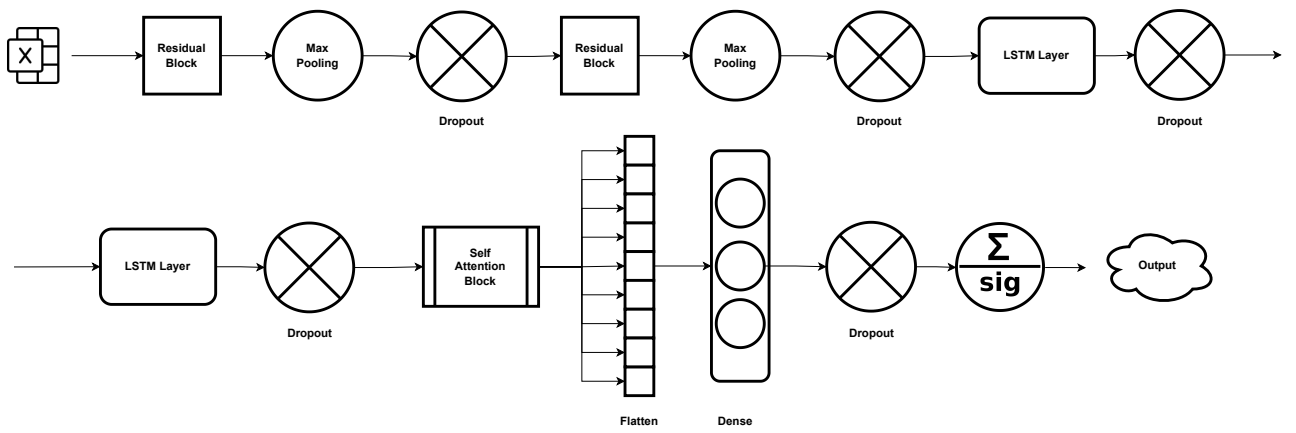 X
Residual
Block
Max
Pooling
Dropout
Residual
Block
Max
Pooling
Dropout
LSTM Layer
Dropout
LSTM Layer
Dropout
Self
Attention
Block
Flatten
Dense
Dropout
Σ
sig
Output